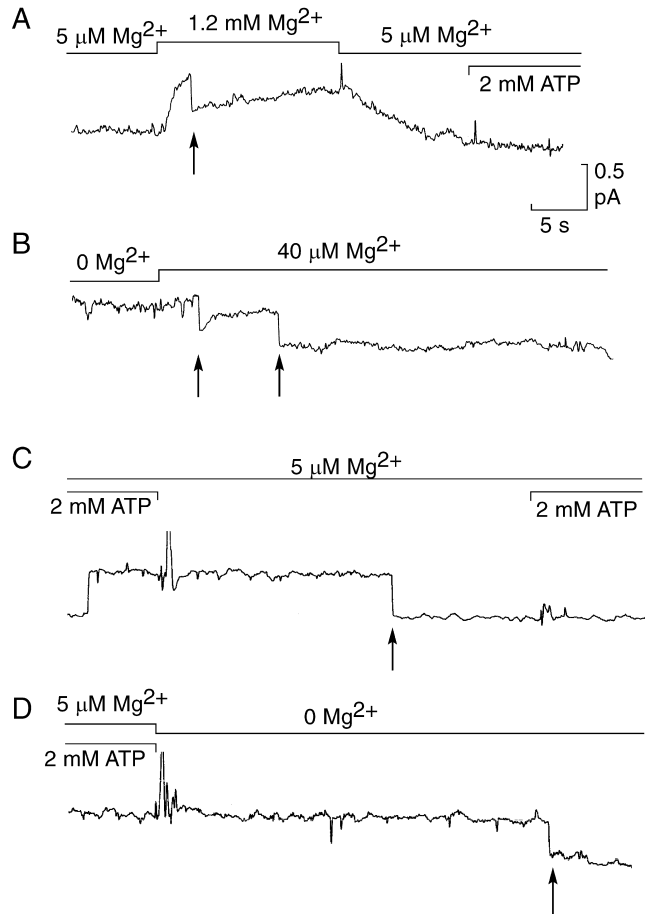 A
5 μM Mg2+ 1.2 mM Mg2+ 5 μM Mg2+
2 mM ATP
0.5
pA
5 s
B
0 Mg2+ 40 μM Mg2+
C
5 μM Mg2+
2 mM ATP 2 mM ATP
D
5 μM Mg2+ 0 Mg2+
2 mM ATP